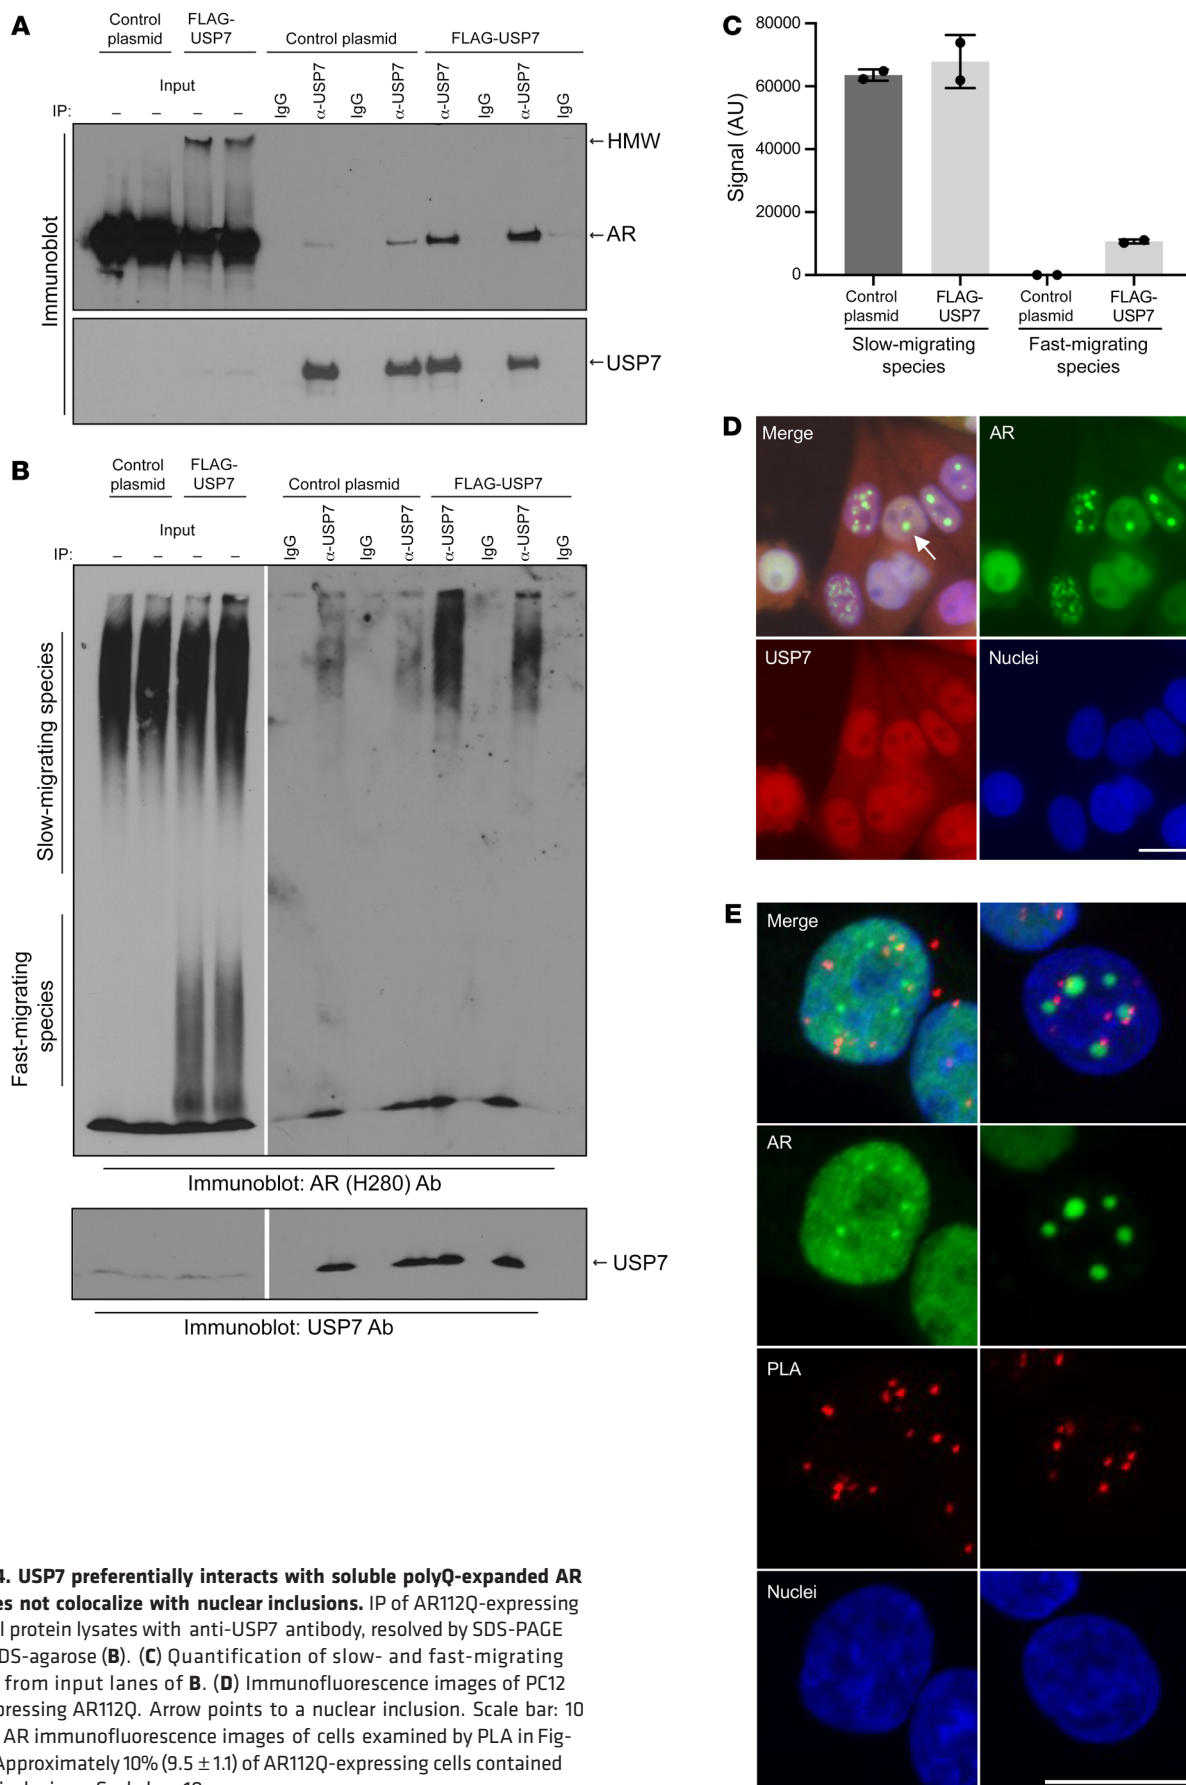 A
Control plasmid
FLAG-USP7
Control plasmid
FLAG-USP7
Input
IP:
– – – – IgG α-USP7 IgG α-USP7 α-USP7 IgG α-USP7 IgG
Immunoblot
←HMW
←AR
←USP7
B
Control plasmid
FLAG-USP7
Control plasmid
FLAG-USP7
Input
IP:
– – – – IgG α-USP7 IgG α-USP7 α-USP7 IgG α-USP7 IgG
Slow-migrating species
Fast-migrating species
Immunoblot: AR (H280) Ab
← USP7
Immunoblot: USP7 Ab
C
Signal (AU)
80000
60000
40000
20000
0
Control plasmid
FLAG-USP7
Control plasmid
FLAG-USP7
Slow-migrating species
Fast-migrating species
D
Merge
AR
USP7
Nuclei
E
Merge
AR
PLA
Nuclei
4. USP7 preferentially interacts with soluble polyQ-expanded AR
not colocalize with nuclear inclusions. IP of AR112Q-expressing
protein lysates with anti-USP7 antibody, resolved by SDS-PAGE
DS-agarose (B). (C) Quantification of slow- and fast-migrating
from input lanes of B. (D) Immunofluorescence images of PC12
pressing AR112Q. Arrow points to a nuclear inclusion. Scale bar: 10
AR immunofluorescence images of cells examined by PLA in Fig-
Approximately 10% (9.5 ± 1.1) of AR112Q-expressing cells contained